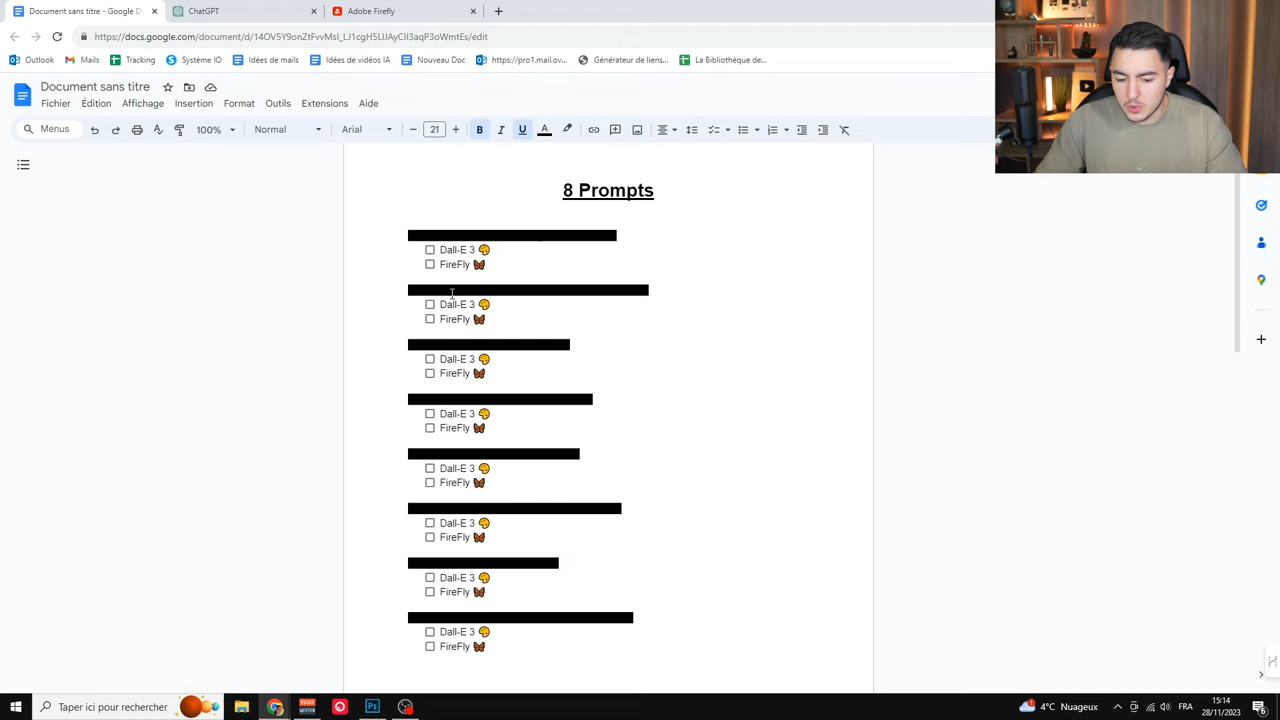 Document sans titre - Google D
ChatGPT
Adobe Firefly
https://docs.google.com/document/d/14OV5Y9onZtFvvMsI_LJ1cgH5L3IAyCIl3aqP3oWmtEs/edit
Outlook
Mails
Tracking
Système IO
Idées de mails
Idées de vidéos IA
Nouveau Doc
https://pro1.mail.ov...
Générateur de liens...
La Bibliothèque de...
Document sans titre
Fichier Édition Affichage Insertion Format Outils Extensions Aide
Menus
100%
Normal
Arial
21
B I U A
8 Prompts
Dall-E 3
FireFly
Dall-E 3
FireFly
Dall-E 3
FireFly
Dall-E 3
FireFly
Dall-E 3
FireFly
Dall-E 3
FireFly
Dall-E 3
FireFly
Dall-E 3
FireFly
Taper ici pour rechercher
Ps
4°C Nuageux
FRA
15:14
28/11/2023